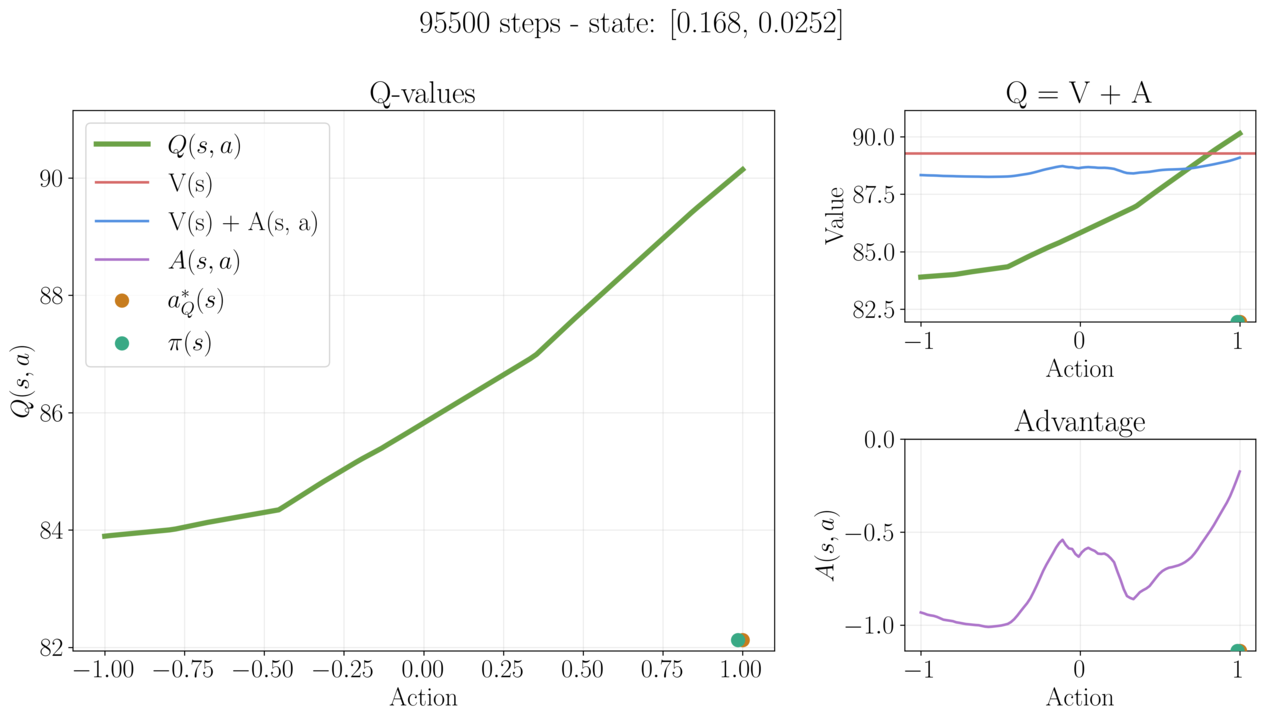 95500 steps - state: [0.168, 0.0252]
Q-values
Q(s, a)
90
88
86
84
82
−1.00 −0.75 −0.50 −0.25 0.00 0.25 0.50 0.75 1.00
Action
Q(s, a)
V(s)
V(s) + A(s, a)
A(s, a)
a*_Q(s)
π(s)
Q = V + A
Value
90.0
87.5
85.0
82.5
−1 0 1
Action
Advantage
A(s, a)
0.0
−0.5
−1.0
−1 0 1
Action